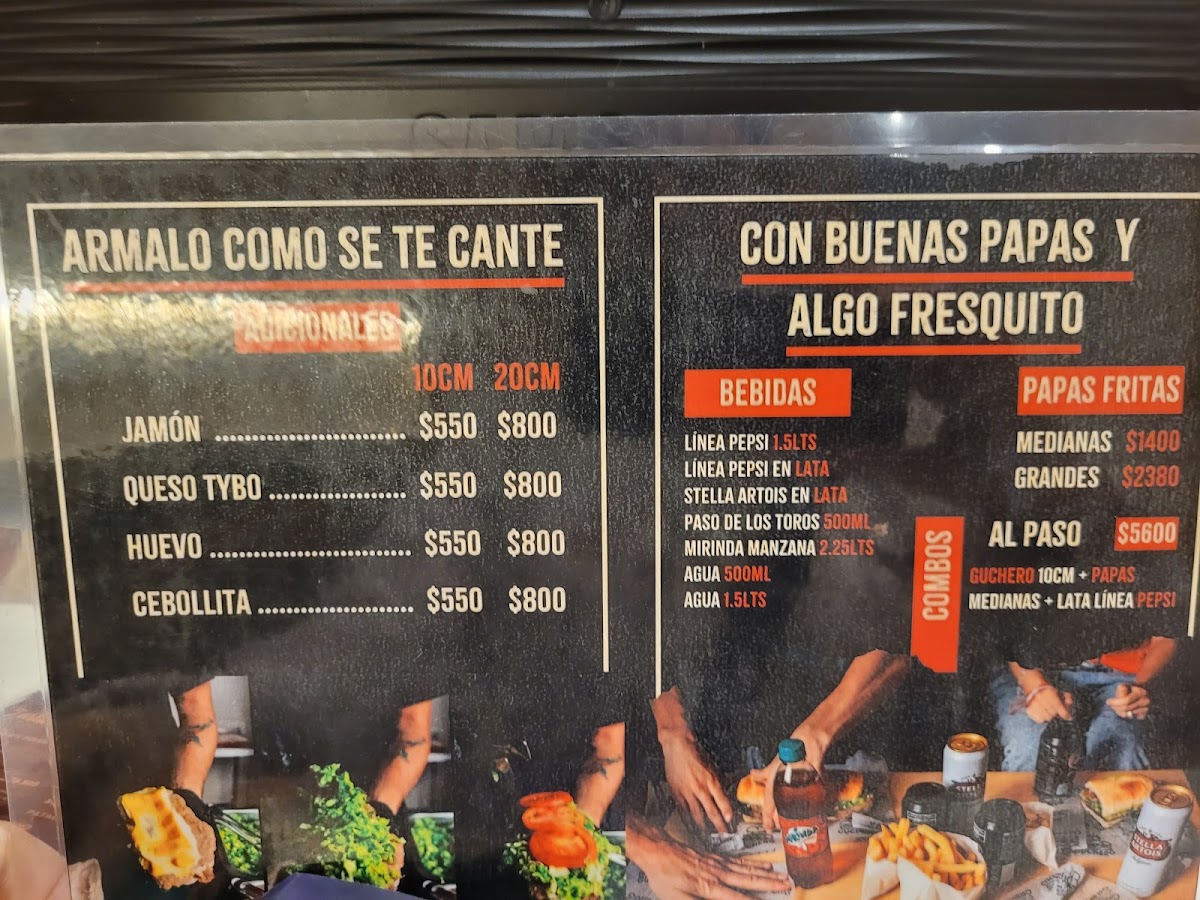 ARMALO COMO SE TE CANTE
ADICIONALES
10CM 20CM
JAMÓN ........................ $550 $800
QUESO TYBO ................. $550 $800
HUEVO ......................... $550 $800
CEBOLLITA ................... $550 $800
CON BUENAS PAPAS Y
ALGO FRESQUITO
BEBIDAS
LÍNEA PEPSI 1.5LTS
LÍNEA PEPSI EN LATA
STELLA ARTOIS EN LATA
PASO DE LOS TOROS 500ML
MIRINDA MANZANA 2.25LTS
AGUA 500ML
AGUA 1.5LTS
PAPAS FRITAS
MEDIANAS $1400
GRANDES $2380
COMBOS
AL PASO $5600
GUCHERO 10CM + PAPAS
MEDIANAS + LATA LÍNEA PEPSI
MIRINDA
STELLA
ARTOIS